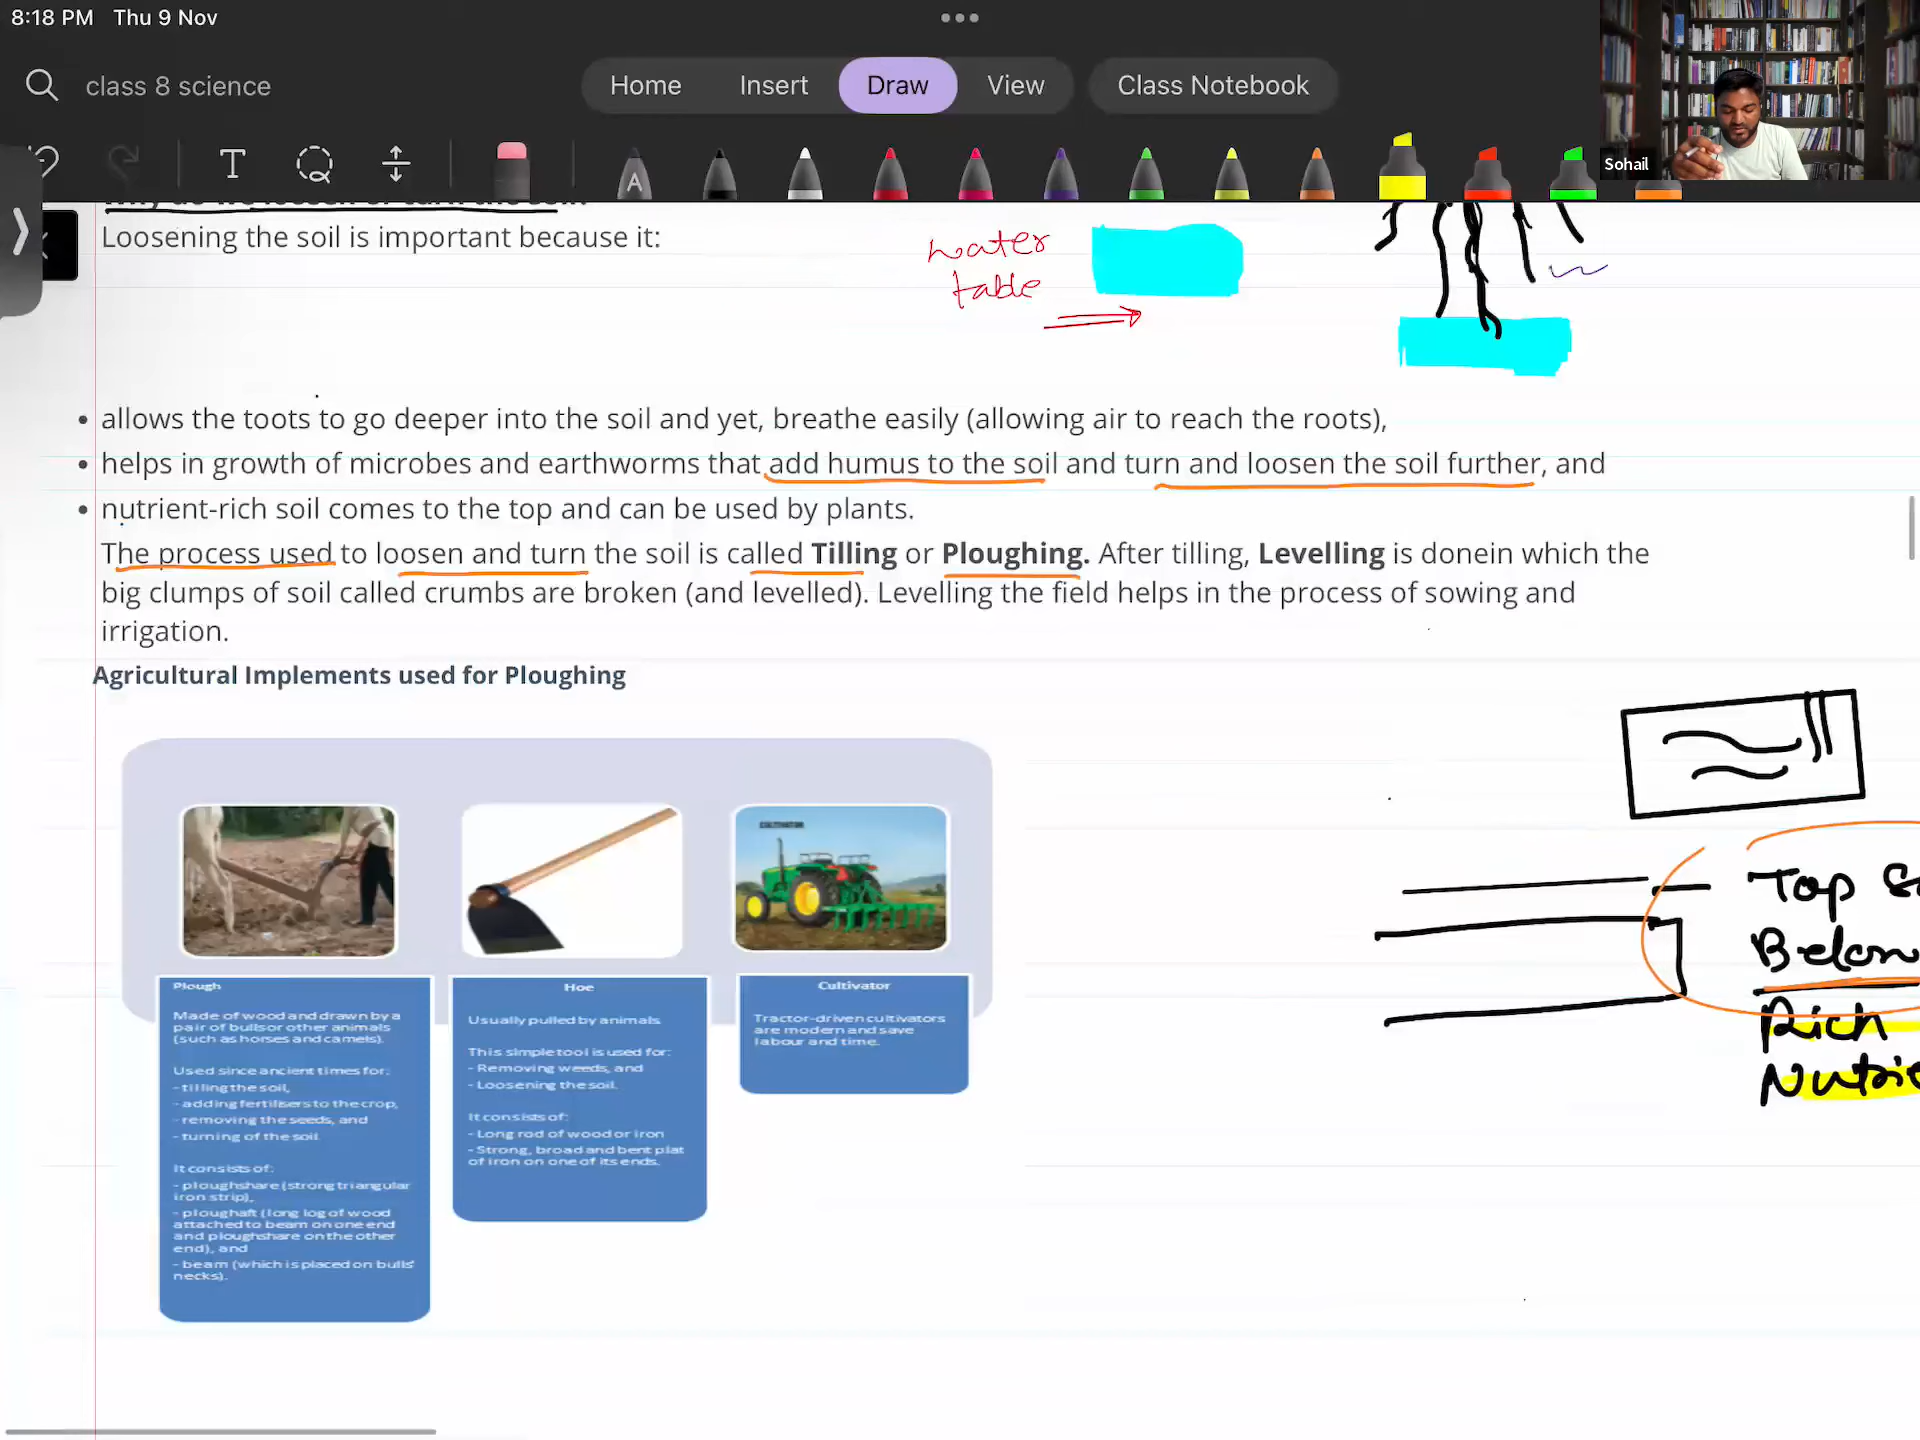 8:18 PM Thu 9 Nov
class 8 science
Home Insert Draw View Class Notebook
T
A
Sohail
Loosening the soil is important because it:
water
table
allows the toots to go deeper into the soil and yet, breathe easily (allowing air to reach the roots),
helps in growth of microbes and earthworms that add humus to the soil and turn and loosen the soil further, and
nutrient-rich soil comes to the top and can be used by plants.
The process used to loosen and turn the soil is called Tilling or Ploughing. After tilling, Levelling is donein which the
big clumps of soil called crumbs are broken (and levelled). Levelling the field helps in the process of sowing and
irrigation.
Agricultural Implements used for Ploughing
CULTIVATOR
Plough
Made of wood and drawn by a
pair of bullsor other animals
(such as horses and camels).
Used since ancient times for:
- tilling the soil,
- adding fertilisers to the crop,
- removing the seeds, and
- turning of the soil.
It consists of:
- ploughshare (strong triangular
iron strip),
- ploughaft (long log of wood
attached to beam on one end
and ploughshare on the other
end), and
- beam (which is placed on bulls'
necks).
Hoe
Usually pulled by animals.
This simple tool is used for:
- Removing weeds, and
- Loosening the soil.
It consists of:
- Long rod of wood or iron
- Strong, broad and bent plat
of iron on one of its ends.
Cultivator
Tractor-driven cultivators
are modern and save
labour and time.
Top
Below
Rich